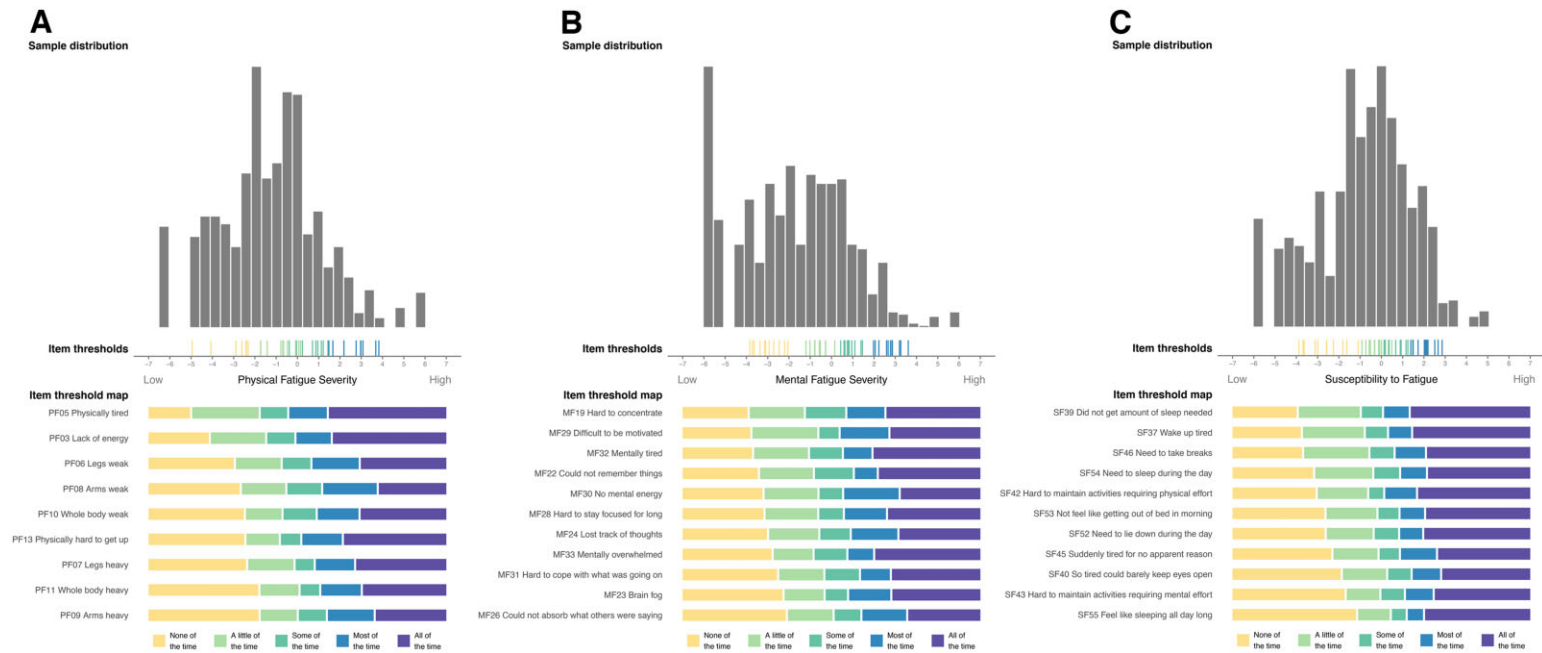 A
Sample distribution
Item thresholds
-7 -6 -5 -4 -3 -2 -1 0 1 2 3 4 5 6 7
Low Physical Fatigue Severity High
Item threshold map
PF05 Physically tired
PF03 Lack of energy
PF06 Legs weak
PF08 Arms weak
PF10 Whole body weak
PF13 Physically hard to get up
PF07 Legs heavy
PF11 Whole body heavy
PF09 Arms heavy
None of the time
A little of the time
Some of the time
Most of the time
All of the time
B
Sample distribution
Item thresholds
-7 -6 -5 -4 -3 -2 -1 0 1 2 3 4 5 6 7
Low Mental Fatigue Severity High
Item threshold map
MF19 Hard to concentrate
MF29 Difficult to be motivated
MF32 Mentally tired
MF22 Could not remember things
MF30 No mental energy
MF28 Hard to stay focused for long
MF24 Lost track of thoughts
MF33 Mentally overwhelmed
MF31 Hard to cope with what was going on
MF23 Brain fog
MF26 Could not absorb what others were saying
None of the time
A little of the time
Some of the time
Most of the time
All of the time
C
Sample distribution
Item thresholds
-7 -6 -5 -4 -3 -2 -1 0 1 2 3 4 5 6 7
Low Susceptibility to Fatigue High
Item threshold map
SF39 Did not get amount of sleep needed
SF37 Wake up tired
SF46 Need to take breaks
SF54 Need to sleep during the day
SF42 Hard to maintain activities requiring physical effort
SF53 Not feel like getting out of bed in morning
SF52 Need to lie down during the day
SF45 Suddenly tired for no apparent reason
SF40 So tired could barely keep eyes open
SF43 Hard to maintain activities requiring mental effort
SF55 Feel like sleeping all day long
None of the time
A little of the time
Some of the time
Most of the time
All of the time